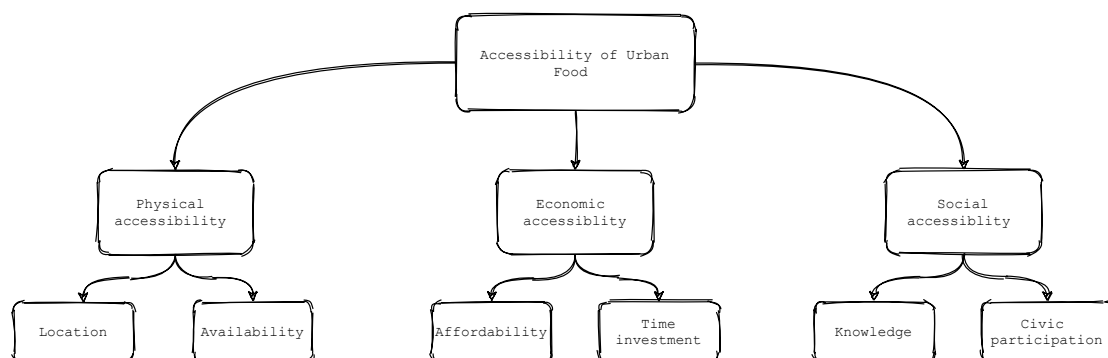 Accessibility of Urban
Food
Physical
accessibility
Economic
accessiblity
Social
accessiblity
Location
Availability
Affordability
Time
investment
Knowledge
Civic
participation